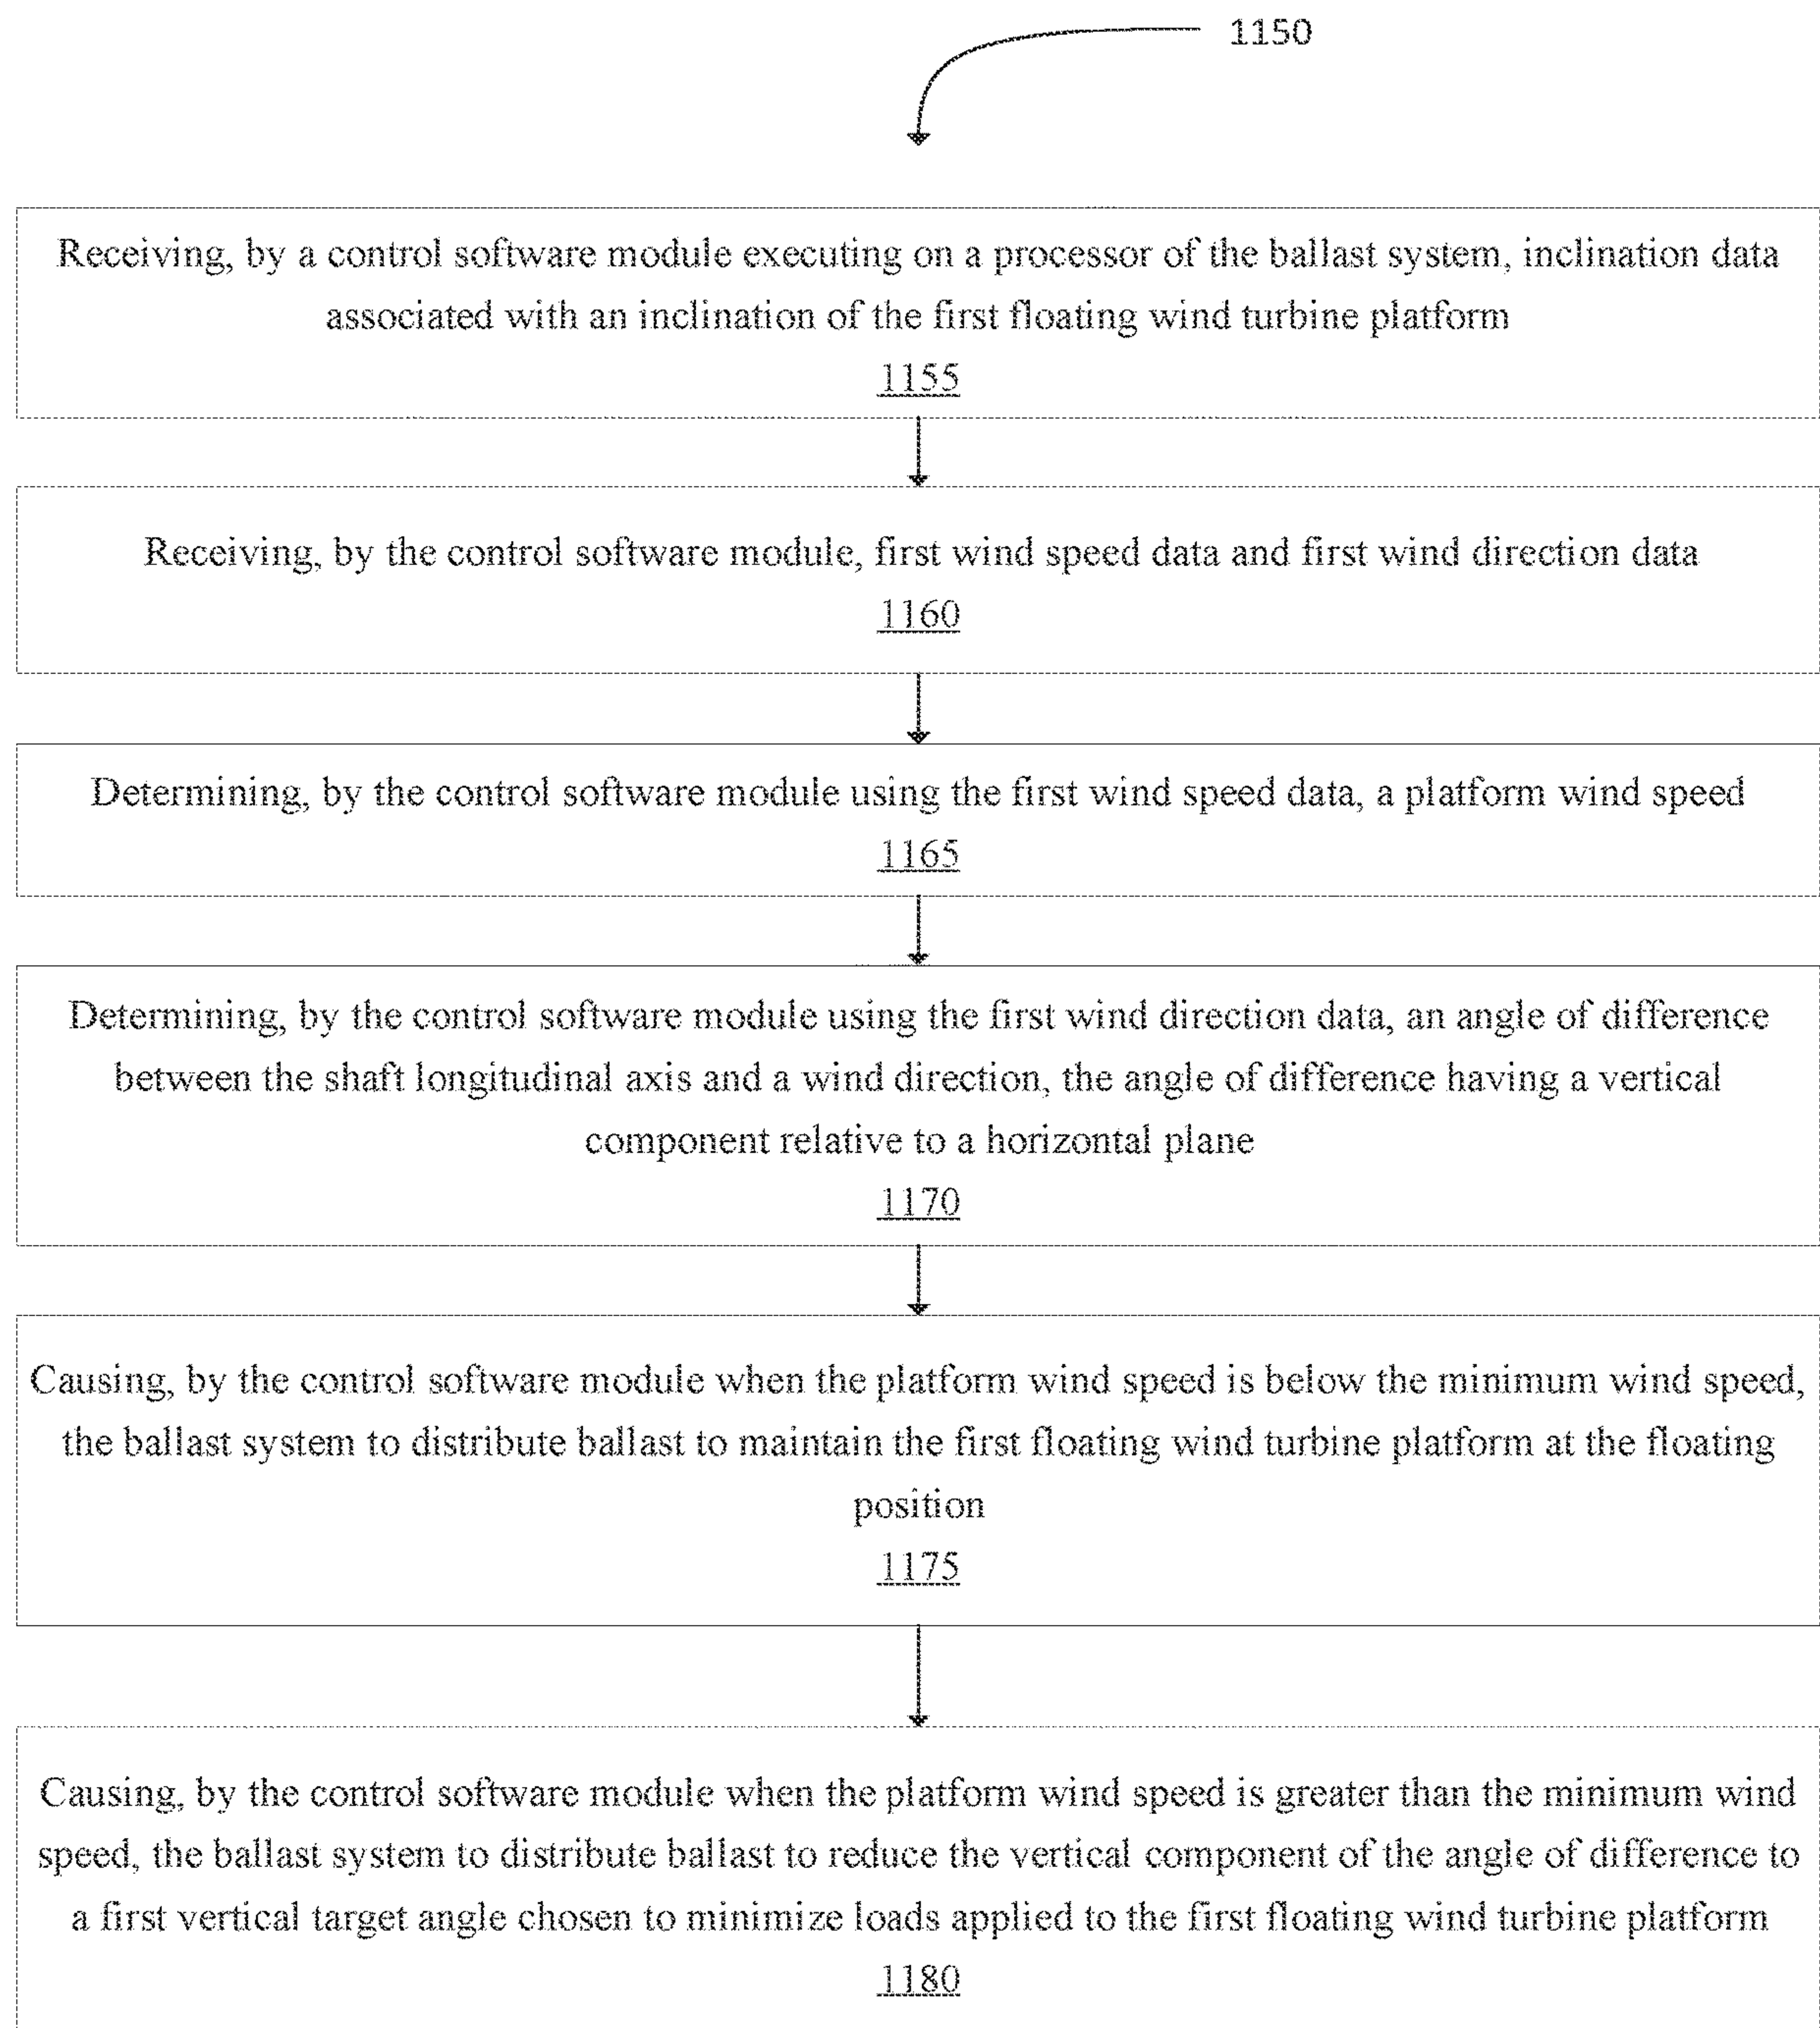 1150
Receiving, by a control software module executing on a processor of the ballast system, inclination data
associated with an inclination of the first floating wind turbine platform
1155
Receiving, by the control software module, first wind speed data and first wind direction data
1160
Determining, by the control software module using the first wind speed data, a platform wind speed
1165
Determining, by the control software module using the first wind direction data, an angle of difference
between the shaft longitudinal axis and a wind direction, the angle of difference having a vertical
component relative to a horizontal plane
1170
Causing, by the control software module when the platform wind speed is below the minimum wind speed,
the ballast system to distribute ballast to maintain the first floating wind turbine platform at the floating
position
1175
Causing, by the control software module when the platform wind speed is greater than the minimum wind
speed, the ballast system to distribute ballast to reduce the vertical component of the angle of difference to
a first vertical target angle chosen to minimize loads applied to the first floating wind turbine platform
1180